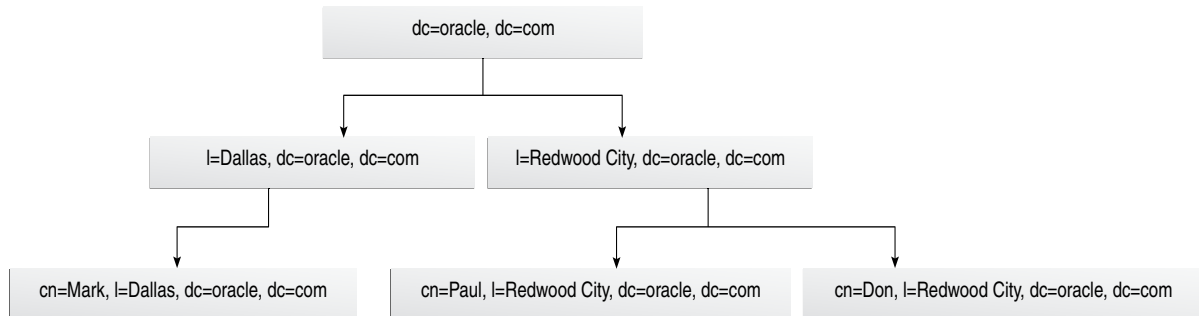 dc=oracle, dc=com
l=Dallas, dc=oracle, dc=com
l=Redwood City, dc=oracle, dc=com
cn=Mark, l=Dallas, dc=oracle, dc=com
cn=Paul, l=Redwood City, dc=oracle, dc=com
cn=Don, l=Redwood City, dc=oracle, dc=com